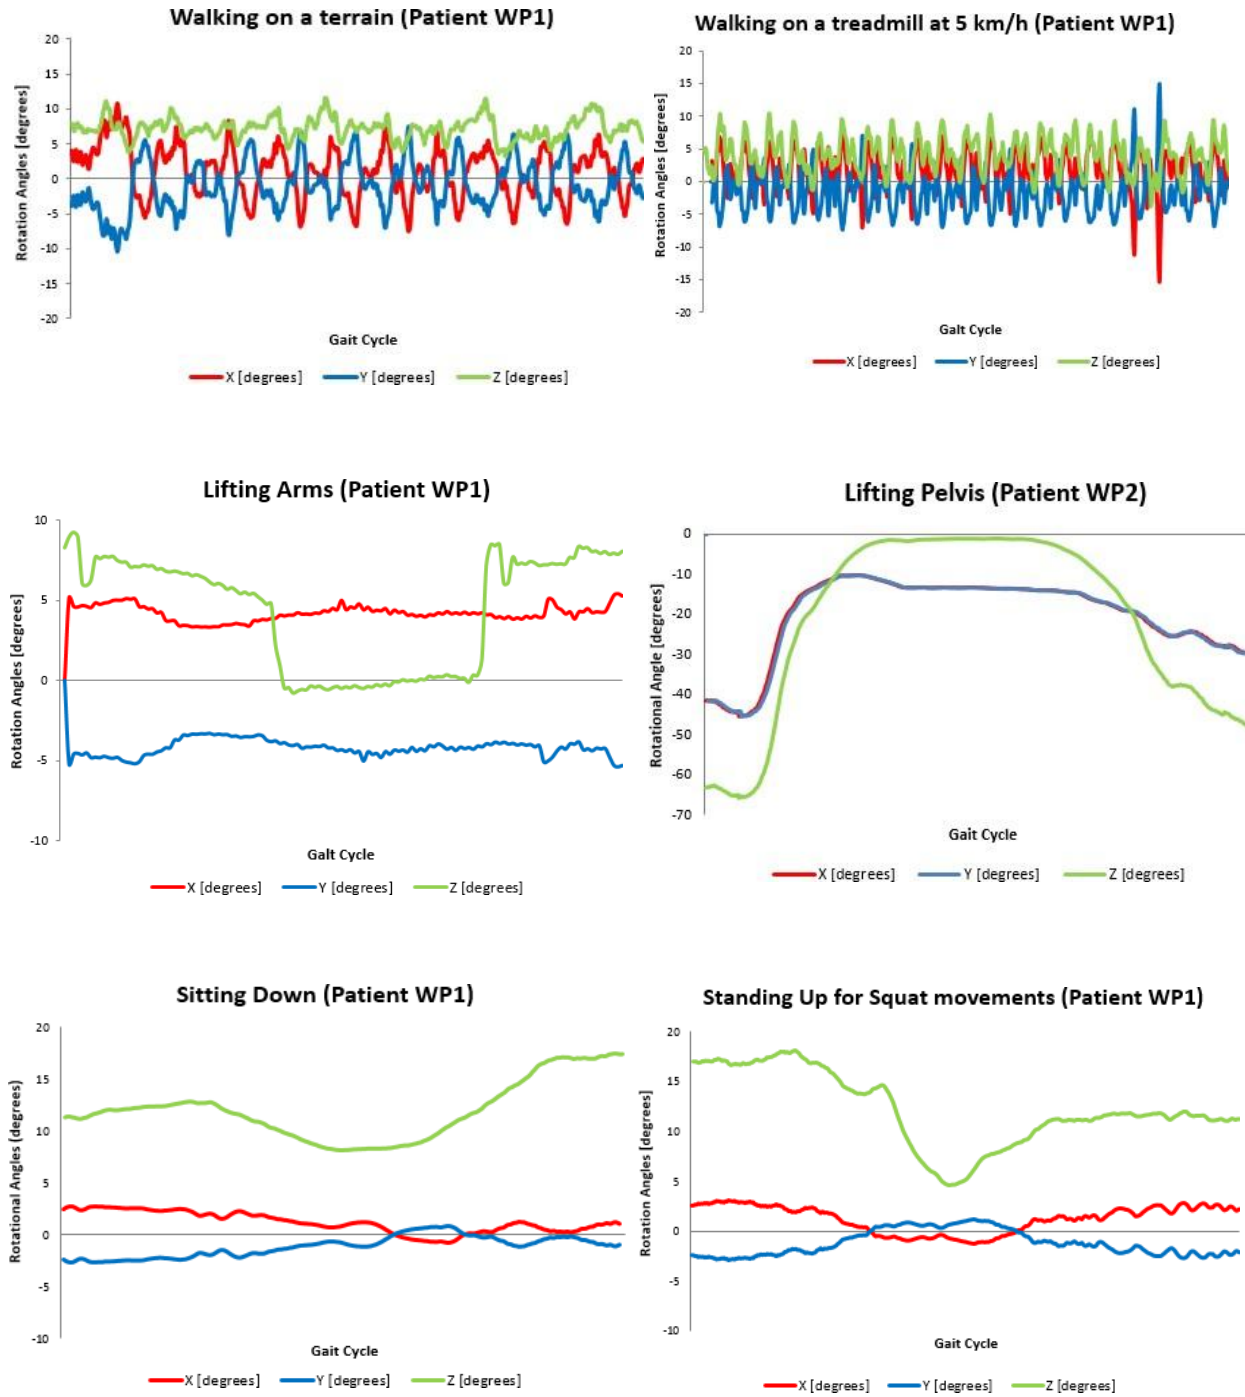 Walking on a terrain (Patient WP1)
20
15
10
5
0
-5
-10
-15
-20
Rotation Angles [degrees]
Gait Cycle
X [degrees] Y [degrees] Z [degrees]
Walking on a treadmill at 5 km/h (Patient WP1)
20
15
10
5
0
-5
-10
-15
-20
Rotation Angles [degrees]
Galt Cycle
X [degrees] Y [degrees] Z [degrees]
Lifting Arms (Patient WP1)
10
5
0
-5
-10
Rotation Angles [degrees]
Galt Cycle
X [degrees] Y [degrees] Z [degrees]
Lifting Pelvis (Patient WP2)
0
-10
-20
-30
-40
-50
-60
-70
Rotational Angle [degrees]
Gait Cycle
X [degrees] Y [degrees] Z [degrees]
Sitting Down (Patient WP1)
20
15
10
5
0
-5
-10
Rotational Angles (degrees)
Gait Cycle
X [degrees] Y [degrees] Z [degrees]
Standing Up for Squat movements (Patient WP1)
20
15
10
5
0
-5
-10
Rotation Angles [degrees]
Gait Cycle
X [degrees] Y [degrees] Z [degrees]